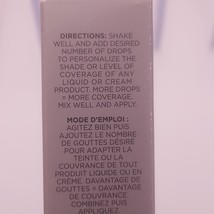 DIRECTIONS: SHAKE
WELL AND ADD DESIRED
NUMBER OF DROPS
TO PERSONALIZE THE
SHADE OR LEVEL OF
COVERAGE OF ANY
LIQUID OR CREAM
PRODUCT. MORE DROPS
= MORE COVERAGE.
MIX WELL AND APPLY.
MODE D'EMPLOI :
AGITEZ BIEN PUIS
AJOUTEZ LE NOMBRE
DE GOUTTES DÉSIRÉ
POUR ADAPTER LA
TEINTE OU LA
COUVRANCE DE TOUT
PRODUIT LIQUIDE OU EN
CRÈME. DAVANTAGE DE
GOUTTES = DAVANTAGE
DE COUVRANCE.
COMBINEZ PUIS
APPLIQUEZ.